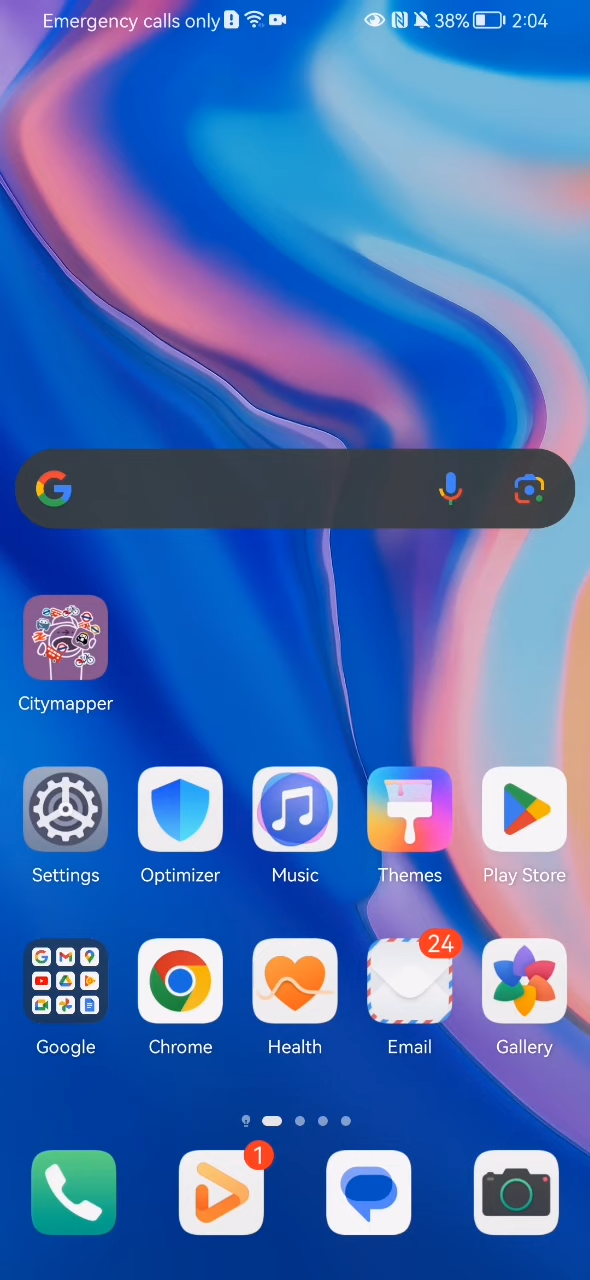 Emergency calls only 38% 2:04
Citymapper
Settings Optimizer Music Themes Play Store
24
Google Chrome Health Email Gallery
1